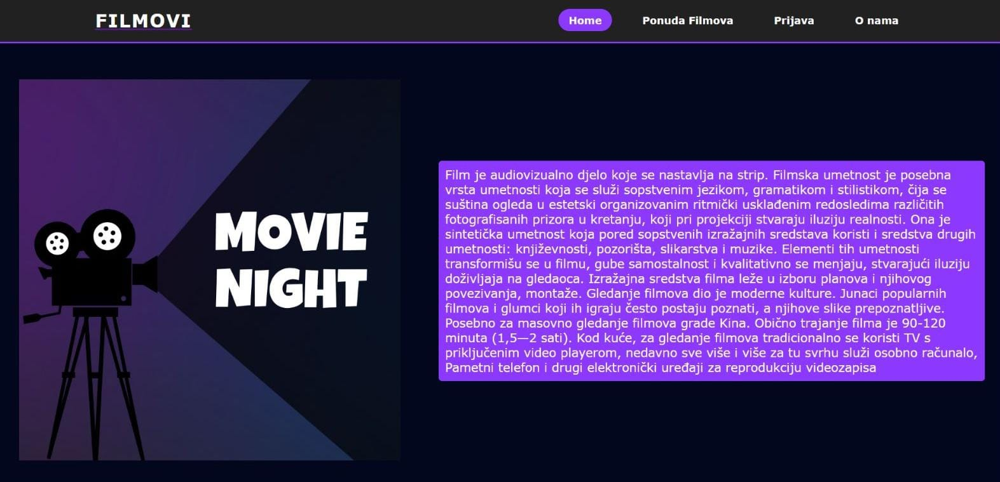 FILMOVI
Home
Ponuda Filmova
Prijava
O nama
MOVIE
NIGHT
Film je audiovizualno djelo koje se nastavlja na strip. Filmska umetnost je posebna
vrsta umetnosti koja se služi sopstvenim jezikom, gramatikom i stilistikom, čija se
suština ogleda u estetski organizovanim ritmički usklađenim redosledima različitih
fotografisanih prizora u kretanju, koji pri projekciji stvaraju iluziju realnosti. Ona je
sintetička umetnost koja pored sopstvenih izražajnih sredstava koristi i sredstva drugih
umetnosti: književnosti, pozorišta, slikarstva i muzike. Elementi tih umetnosti
transformišu se u filmu, gube samostalnost i kvalitativno se menjaju, stvarajući iluziju
doživljaja na gledaoca. Izražajna sredstva filma leže u izboru planova i njihovog
povezivanja, montaže. Gledanje filmova dio je moderne kulture. Junaci popularnih
filmova i glumci koji ih igraju često postaju poznati, a njihove slike prepoznatljive.
Posebno za masovno gledanje filmova grade Kina. Obično trajanje filma je 90-120
minuta (1,5—2 sati). Kod kuće, za gledanje filmova tradicionalno se koristi TV s
priključenim video playerom, nedavno sve više i više za tu svrhu služi osobno računalo,
Pametni telefon i drugi elektronički uređaji za reprodukciju videozapisa